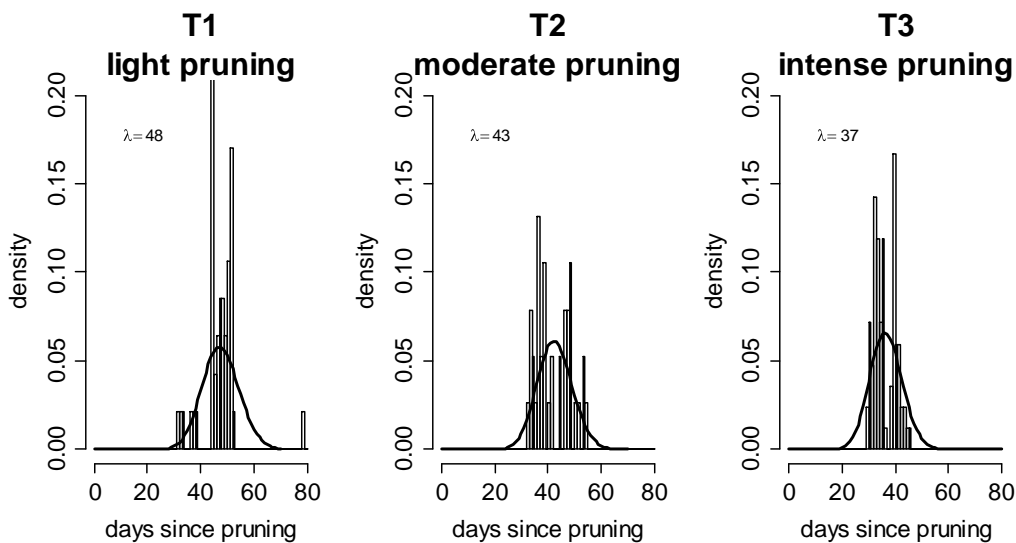 T1
light pruning
λ= 48
0.00 0.05 0.10 0.15 0.20
density
0 20 40 60 80
days since pruning
T2
moderate pruning
λ= 43
0.00 0.05 0.10 0.15 0.20
density
0 20 40 60 80
days since pruning
T3
intense pruning
λ= 37
0.00 0.05 0.10 0.15 0.20
density
0 20 40 60 80
days since pruning